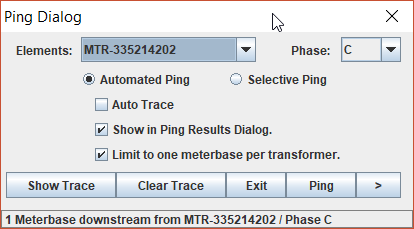 Ping Dialog
Elements: MTR-335214202 Phase: C
Automated Ping Selective Ping
Auto Trace
Show in Ping Results Dialog.
Limit to one meterbase per transformer.
Show Trace Clear Trace Exit Ping >
1 Meterbase downstream from MTR-335214202 / Phase C